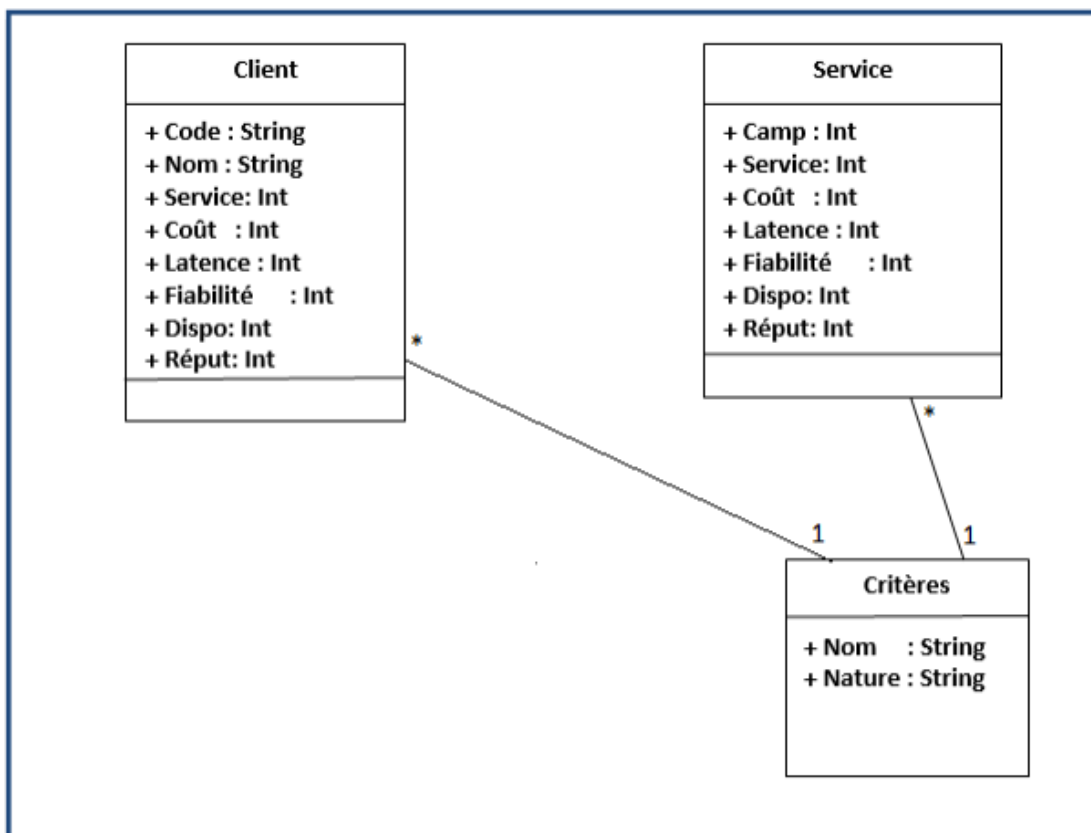 Client
+ Code : String
+ Nom : String
+ Service: Int
+ Coût : Int
+ Latence : Int
+ Fiabilité : Int
+ Dispo: Int
+ Réput: Int
*
Service
+ Camp : Int
+ Service: Int
+ Coût : Int
+ Latence : Int
+ Fiabilité : Int
+ Dispo: Int
+ Réput: Int
*
1
1
Critères
+ Nom : String
+ Nature : String